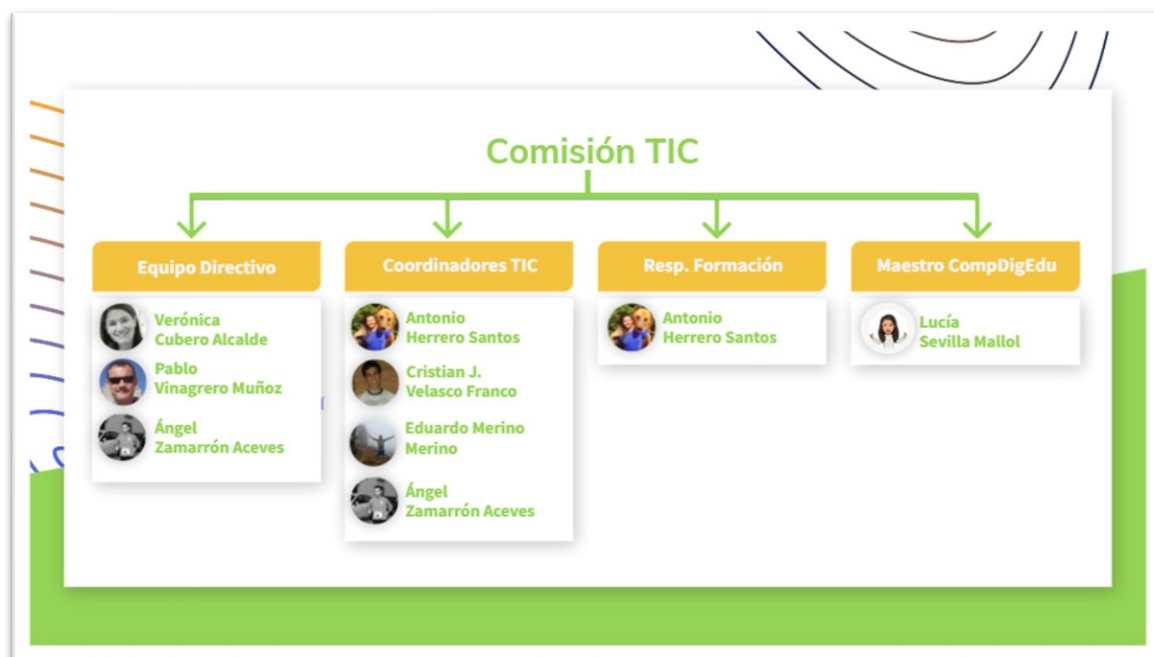 Comisión TIC
Equipo Directivo
Verónica
Cubero Alcalde
Pablo
Vinagrero Muñoz
Ángel
Zamarrón Aceves
Coordinadores TIC
Antonio
Herrero Santos
Cristian J.
Velasco Franco
Eduardo Merino
Merino
Ángel
Zamarrón Aceves
Resp. Formación
Antonio
Herrero Santos
Maestro CompDigEdu
Lucía
Sevilla Mallol